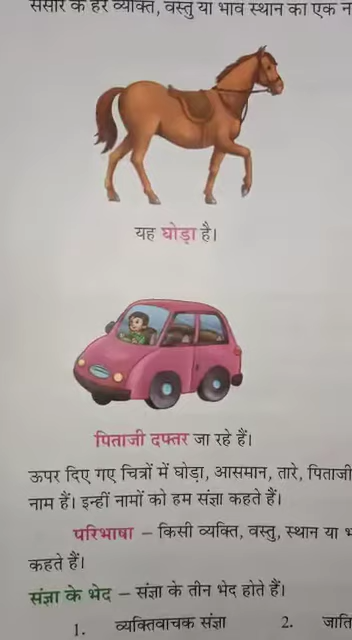 संसार के हर व्यक्ति, वस्तु या भाव स्थान का एक
यह घोड़ा है।
पिताजी दफ्तर जा रहे हैं।
ऊपर दिए गए चित्रों में घोड़ा, आसमान, तारे, पिताजी
नाम हैं। इन्हीं नामों को हम संज्ञा कहते हैं।
परिभाषा – किसी व्यक्ति, वस्तु, स्थान या
कहते हैं।
संज्ञा के भेद – संज्ञा के तीन भेद होते हैं।
1. व्यक्तिवाचक संज्ञा 2.